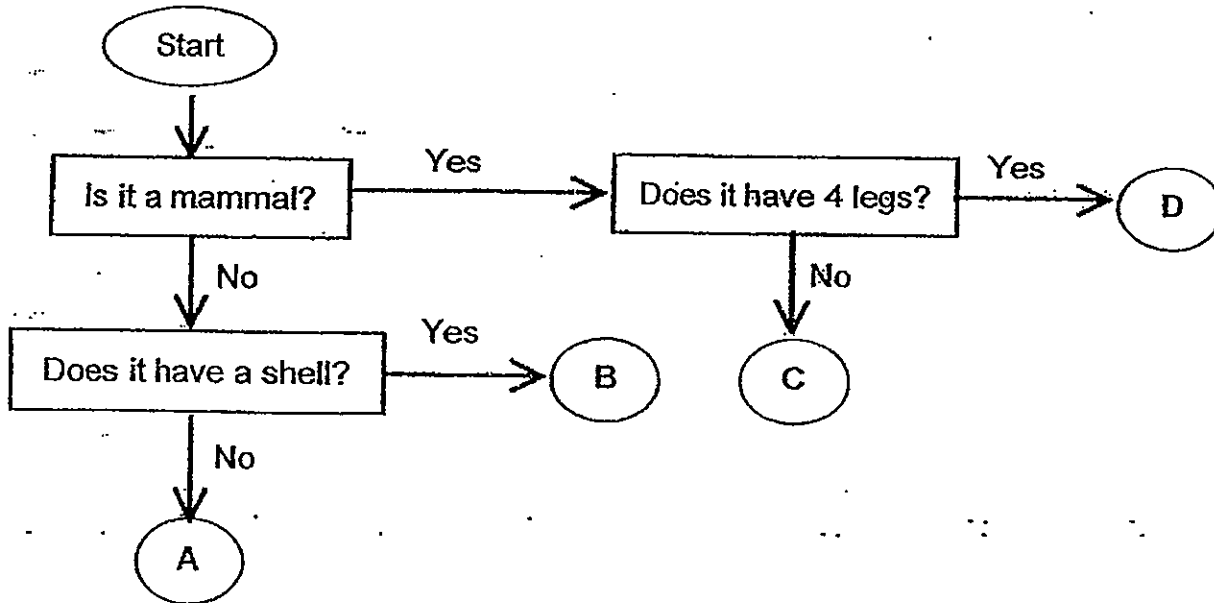 Start
Is it a mammal?
Yes
Does it have 4 legs?
Yes
D
No
No
Does it have a shell?
Yes
B
C
No
A